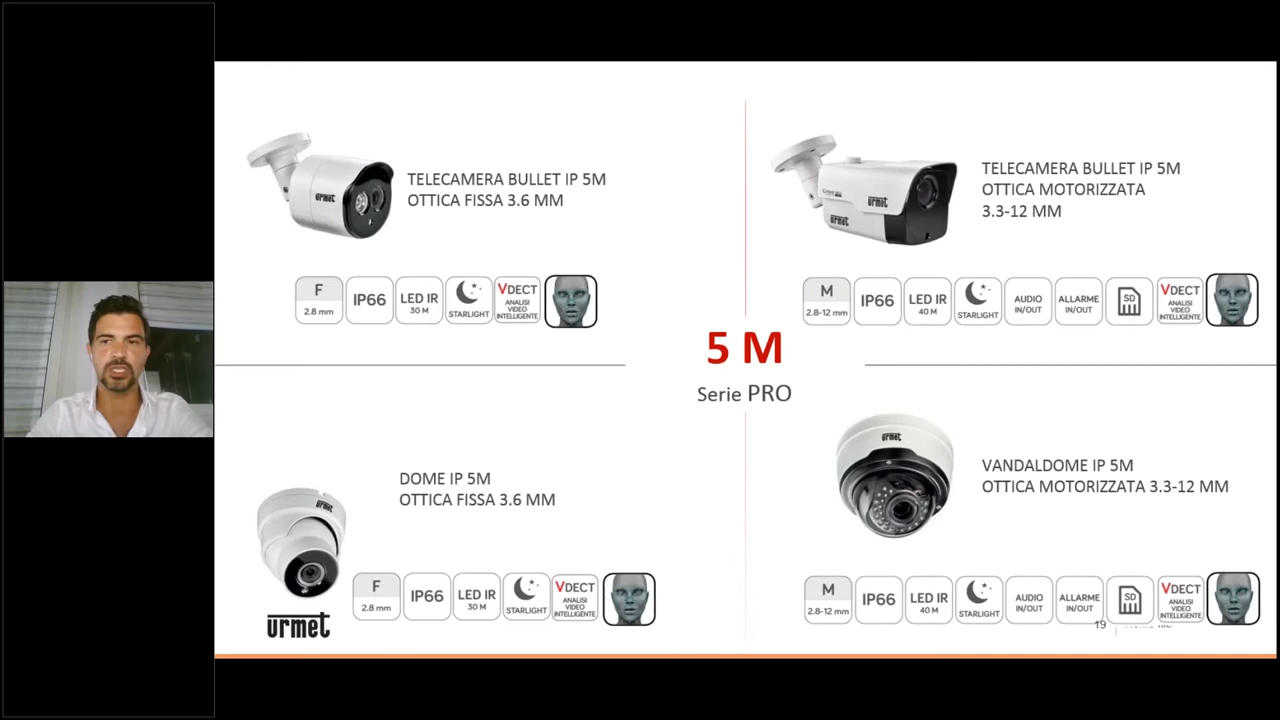 TELECAMERA BULLET IP 5M
OTTICA FISSA 3.6 MM
urmet
F
2.8 mm
IP66
LED IR
30 M
STARLIGHT
VDECT
ANALISI
VIDEO
INTELLIGENTE
TELECAMERA BULLET IP 5M
OTTICA MOTORIZZATA
3.3-12 MM
urmet
urmet
M
2.8-12 mm
IP66
LED IR
40 M
STARLIGHT
AUDIO
IN/OUT
ALLARME
IN/OUT
SD
VDECT
ANALISI
VIDEO
INTELLIGENTE
5 M
Serie PRO
DOME IP 5M
OTTICA FISSA 3.6 MM
urmet
F
2.8 mm
IP66
LED IR
30 M
STARLIGHT
VDECT
ANALISI
VIDEO
INTELLIGENTE
urmet
VANDALDOME IP 5M
OTTICA MOTORIZZATA 3.3-12 MM
urmet
M
2.8-12 mm
IP66
LED IR
40 M
STARLIGHT
AUDIO
IN/OUT
ALLARME
IN/OUT
SD
VDECT
ANALISI
VIDEO
INTELLIGENTE
19